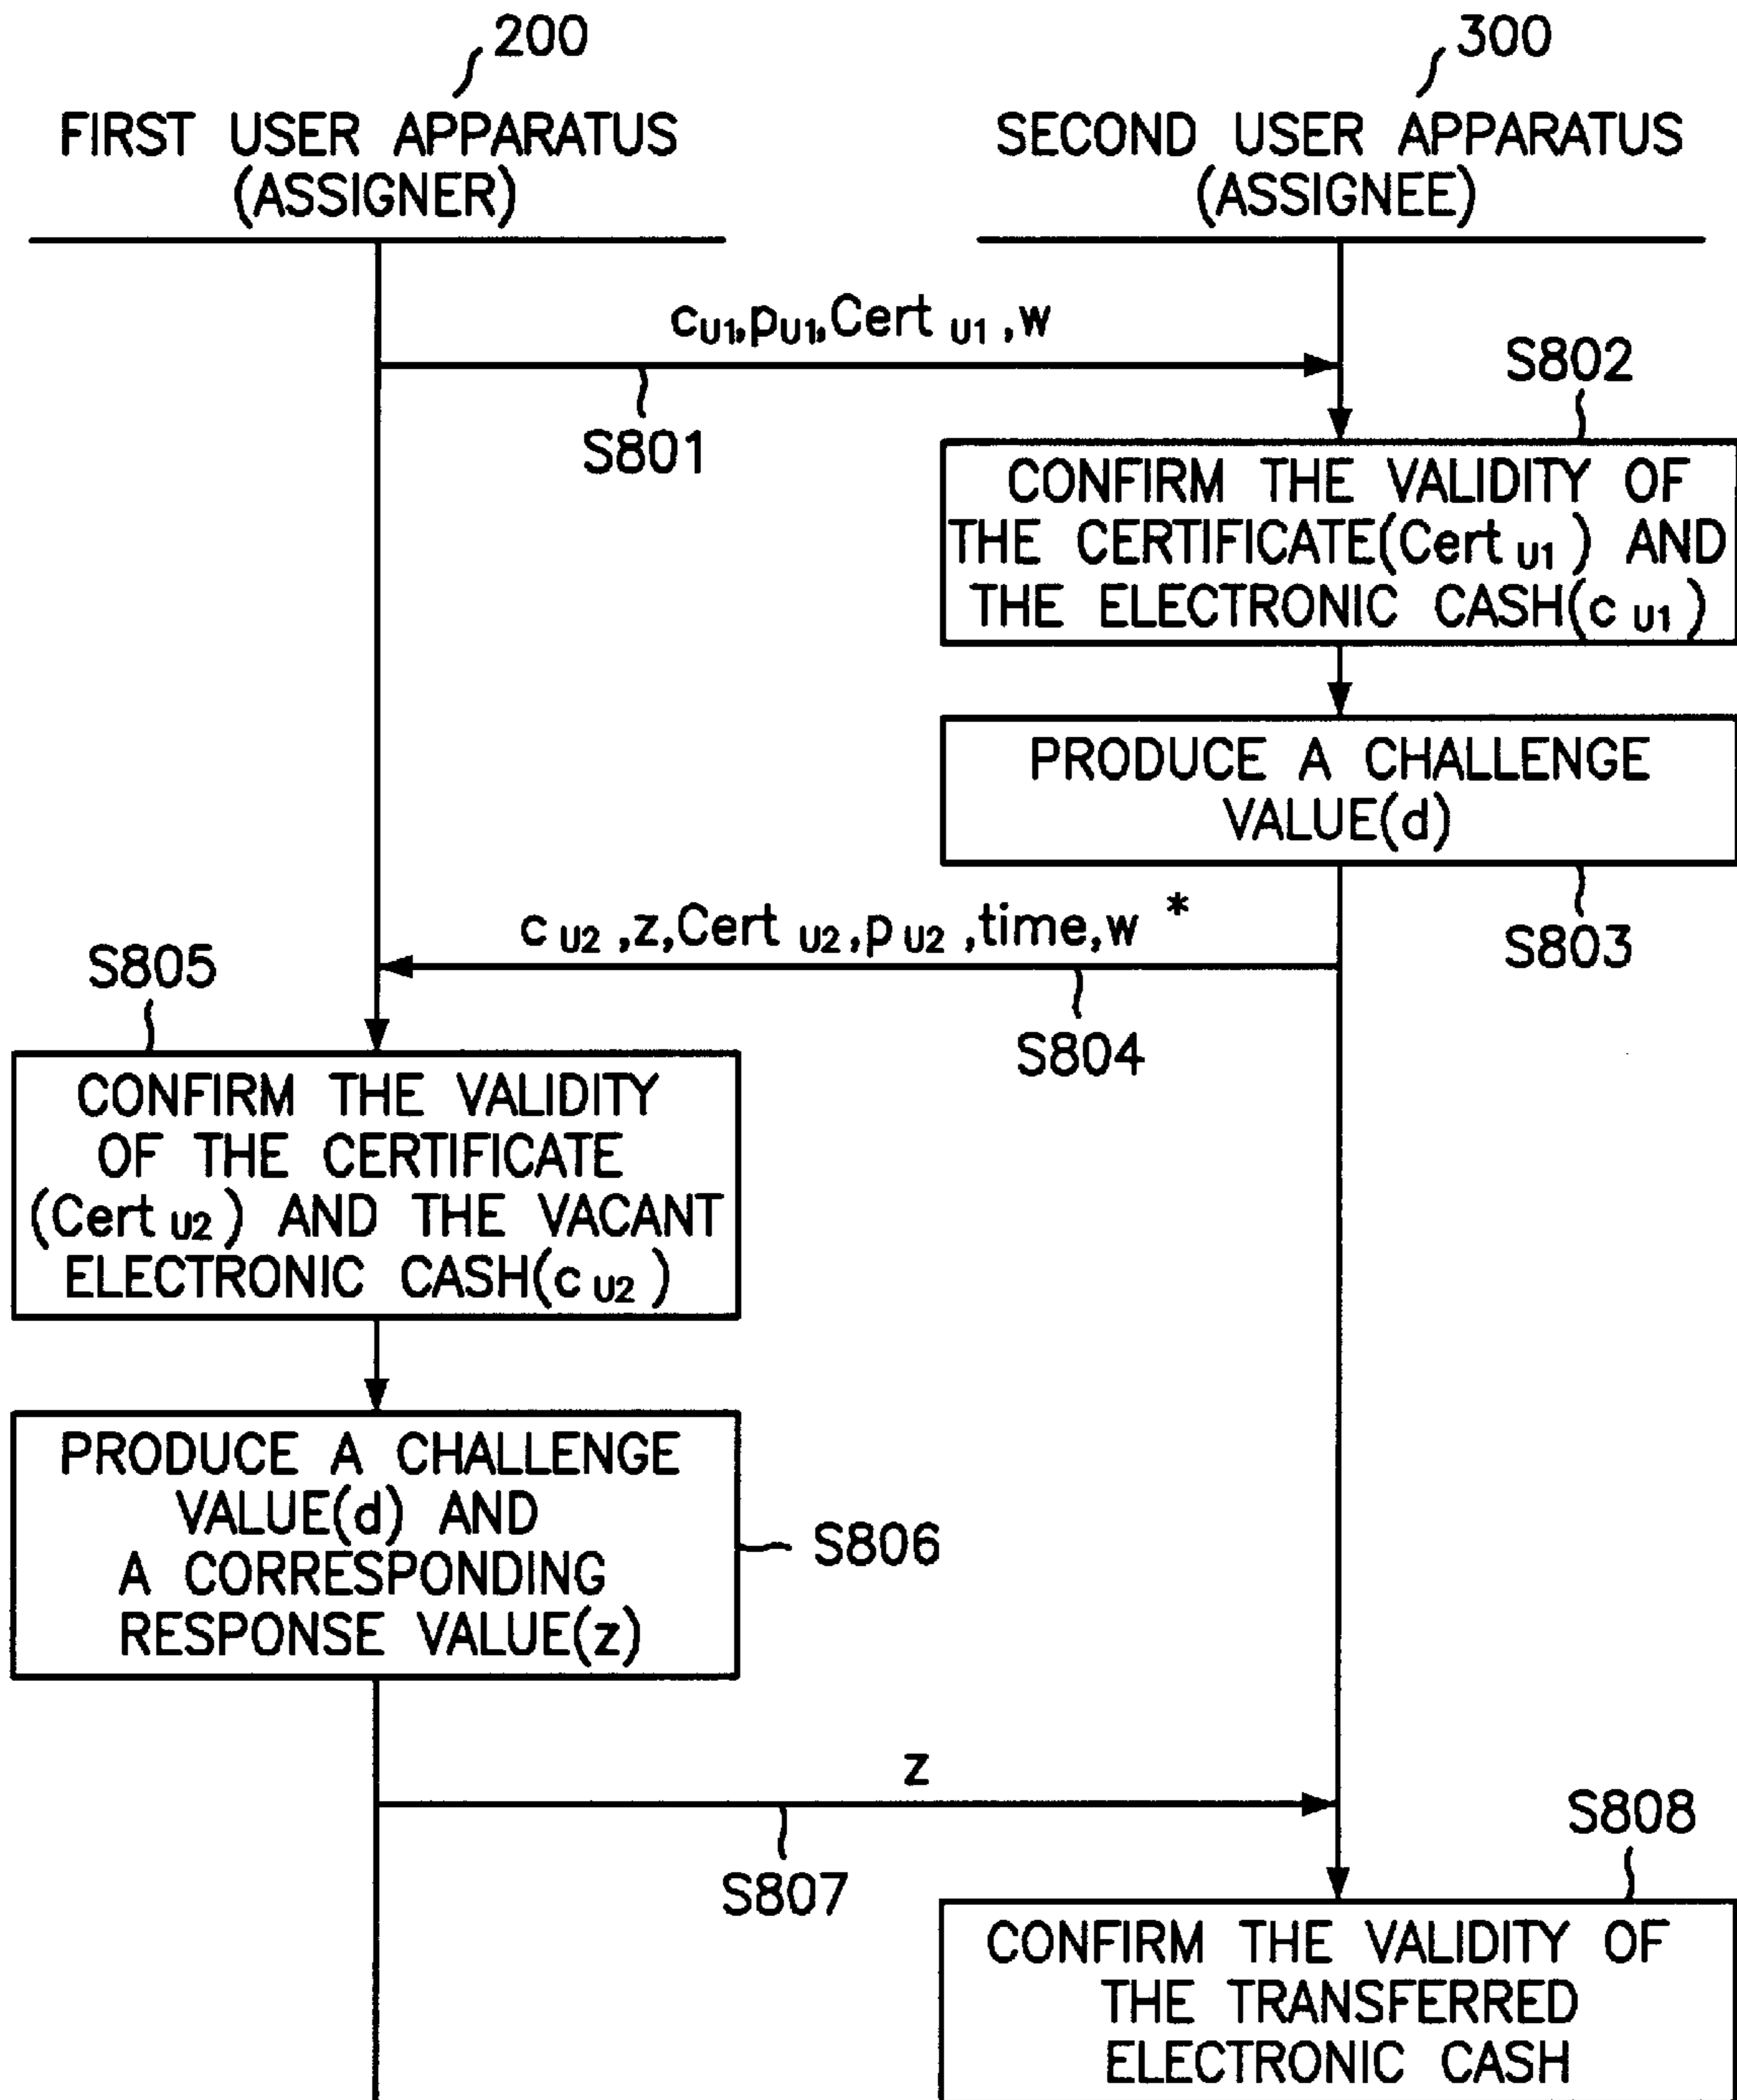 200
300
FIRST USER APPARATUS
(ASSIGNER)
SECOND USER APPARATUS
(ASSIGNEE)
cU1,pU1,Cert U1,w
S801
S802
CONFIRM THE VALIDITY OF
THE CERTIFICATE(Cert U1) AND
THE ELECTRONIC CASH(c U1)
PRODUCE A CHALLENGE
VALUE(d)
S803
c U2,z,Cert U2,p U2,time,w*
S804
S805
CONFIRM THE VALIDITY
OF THE CERTIFICATE
(Cert U2) AND THE VACANT
ELECTRONIC CASH(c U2)
PRODUCE A CHALLENGE
VALUE(d) AND
A CORRESPONDING
RESPONSE VALUE(z)
S806
z
S807
S808
CONFIRM THE VALIDITY OF
THE TRANSFERRED
ELECTRONIC CASH